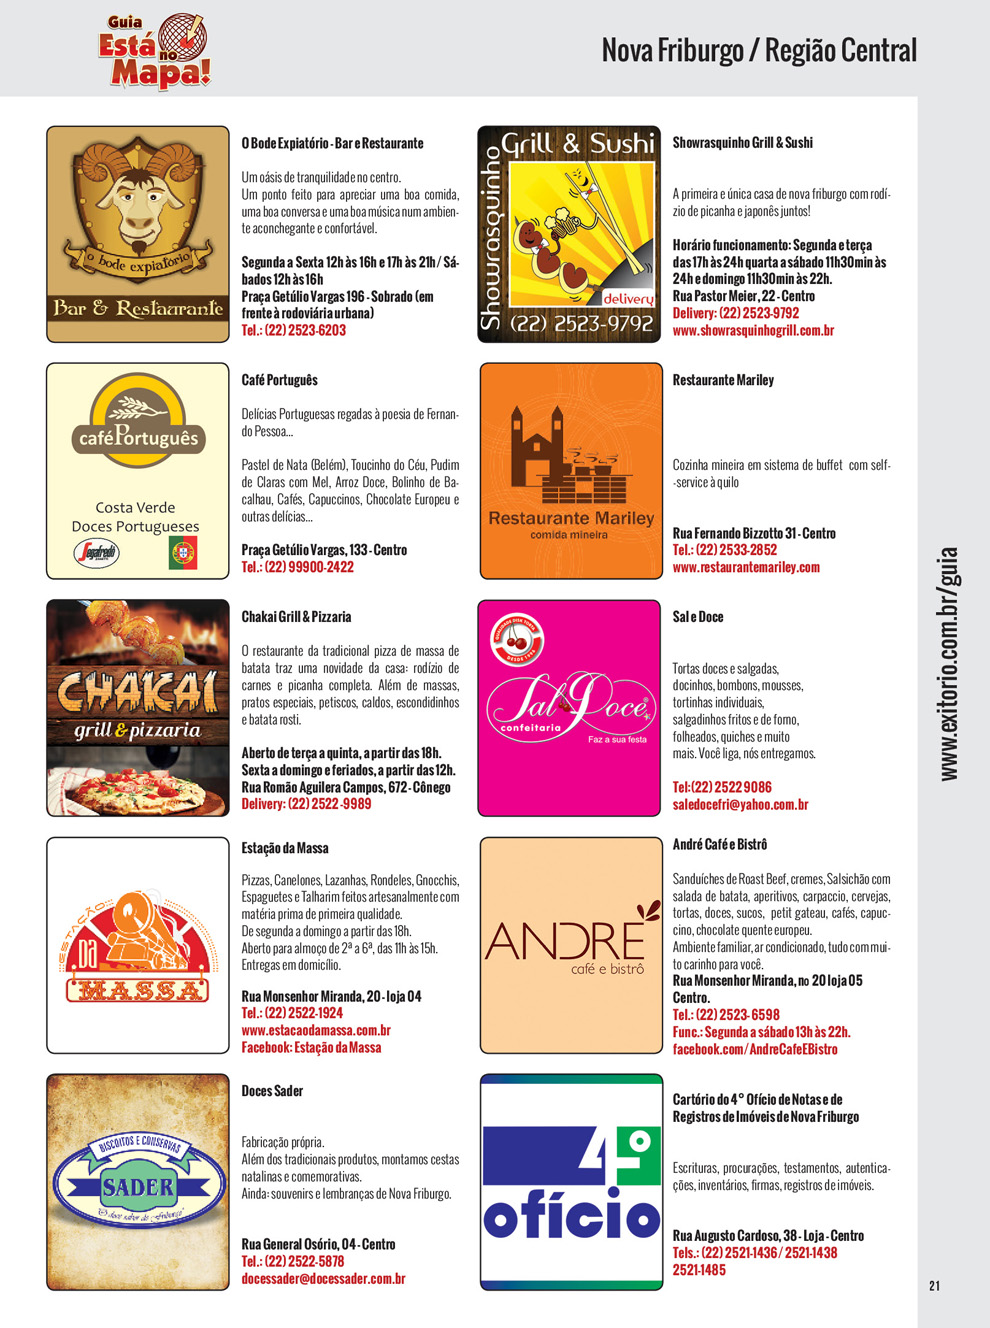 Guia
Está
no
Mapa!
Nova Friburgo / Região Central
o bode expiatório
Bar & Restaurante
O Bode Expiatório - Bar e Restaurante
Um oásis de tranquilidade no centro.
Um ponto feito para apreciar uma boa comida,
uma boa conversa e uma boa música num ambien-
te aconchegante e confortável.
Segunda a Sexta 12h às 16h e 17h às 21h / Sá-
bados 12h às 16h
Praça Getúlio Vargas 196 - Sobrado (em
frente à rodoviária urbana)
Tel.: (22) 2523-6203
Showrasquinho
Grill & Sushi
delivery
(22) 2523-9792
Showrasquinho Grill & Sushi
A primeira e única casa de nova friburgo com rodí-
zio de picanha e japonês juntos!
Horário funcionamento: Segunda e terça
das 17h às 24h quarta a sábado 11h30min às
24h e domingo 11h30min às 22h.
Rua Pastor Meier, 22 - Centro
Delivery: (22) 2523-9792
www.showrasquinhogrill.com.br
caféPortuguês
Costa Verde
Doces Portugueses
Segafredo
Café Português
Delícias Portuguesas regadas à poesia de Fernan-
do Pessoa...
Pastel de Nata (Belém), Toucinho do Céu, Pudim
de Claras com Mel, Arroz Doce, Bolinho de Ba-
calhau, Cafés, Capuccinos, Chocolate Europeu e
outras delícias...
Praça Getúlio Vargas, 133 - Centro
Tel.: (22) 99900-2422
Restaurante Mariley
comida mineira
Restaurante Mariley
Cozinha mineira em sistema de buffet com self-
-service à quilo
Rua Fernando Bizzotto 31 - Centro
Tel.: (22) 2533-2852
www.restaurantemariley.com
CHAKAI
grill & pizzaria
Chakai Grill & Pizzaria
O restaurante da tradicional pizza de massa de
batata traz uma novidade da casa: rodízio de
carnes e picanha completa. Além de massas,
pratos especiais, petiscos, caldos, escondidinhos
e batata rosti.
Aberto de terça a quinta, a partir das 18h.
Sexta a domingo e feriados, a partir das 12h.
Rua Romão Aguilera Campos, 672 - Cônego
Delivery: (22) 2522 -9989
QUALIDADE DISK TORTA
DESDE 1995
Sal Doce
confeitaria
Faz a sua festa
Sal e Doce
Tortas doces e salgadas,
docinhos, bombons, mousses,
tortinhas individuais,
salgadinhos fritos e de forno,
folheados, quiches e muito
mais. Você liga, nós entregamos.
Tel:(22) 2522 9086
saledocefri@yahoo.com.br
ESTAÇÃO
DA
MASSA
Estação da Massa
Pizzas, Canelones, Lazanhas, Rondeles, Gnocchis,
Espaguetes e Talharim feitos artesanalmente com
matéria prima de primeira qualidade.
De segunda a domingo a partir das 18h.
Aberto para almoço de 2ª a 6ª, das 11h às 15h.
Entregas em domicílio.
Rua Monsenhor Miranda, 20 - loja 04
Tel.: (22) 2522-1924
www.estacaodamassa.com.br
Facebook: Estação da Massa
ANDRÉ
café e bistrô
André Café e Bistrô
Sanduíches de Roast Beef, cremes, Salsichão com
salada de batata, aperitivos, carpaccio, cervejas,
tortas, doces, sucos, petit gateau, cafés, capuc-
cino, chocolate quente europeu.
Ambiente familiar, ar condicionado, tudo com mui-
to carinho para você.
Rua Monsenhor Miranda, no 20 loja 05
Centro.
Tel.: (22) 2523- 6598
Func.: Segunda a sábado 13h às 22h.
facebook.com/AndreCafeEBistro
BISCOITOS E CONSERVAS
SADER
"O doce sabor de Friburgo"
Doces Sader
Fabricação própria.
Além dos tradicionais produtos, montamos cestas
natalinas e comemorativas.
Ainda: souvenirs e lembranças de Nova Friburgo.
Rua General Osório, 04 - Centro
Tel.: (22) 2522-5878
docessader@docessader.com.br
4º
ofício
Cartório do 4° Ofício de Notas e de
Registros de Imóveis de Nova Friburgo
Escrituras, procurações, testamentos, autentica-
ções, inventários, firmas, registros de imóveis.
Rua Augusto Cardoso, 38 - Loja - Centro
Tels.: (22) 2521-1436 / 2521-1438
2521-1485
www.exitorio.com.br/guia
21